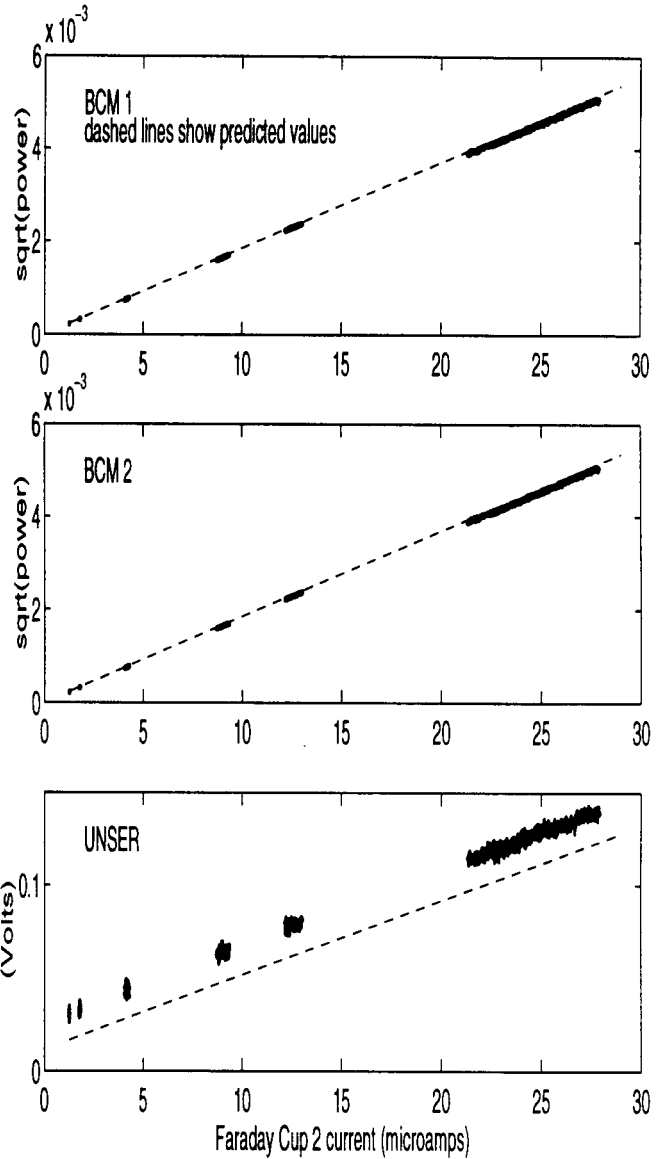 x 10⁻³
6
4
2
0
sqrt(power)
BCM 1
dashed lines show predicted values
0 5 10 15 20 25 30
x 10⁻³
6
4
2
0
sqrt(power)
BCM 2
0 5 10 15 20 25 30
0.1
0
(Volts)
UNSER
0 5 10 15 20 25 30
Faraday Cup 2 current (microamps)